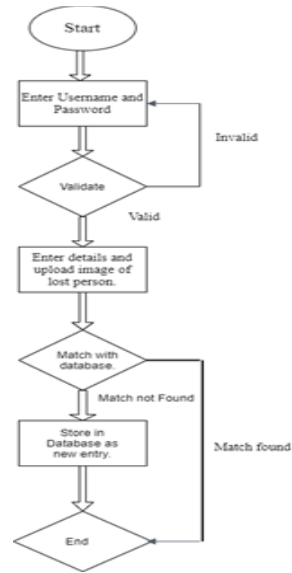 Start
Enter Username and
Password
Invalid
Validate
Valid
Enter details and
upload image of
lost person.
Match with
database.
Match not Found
Store in
Database as
new entry.
Match found
End